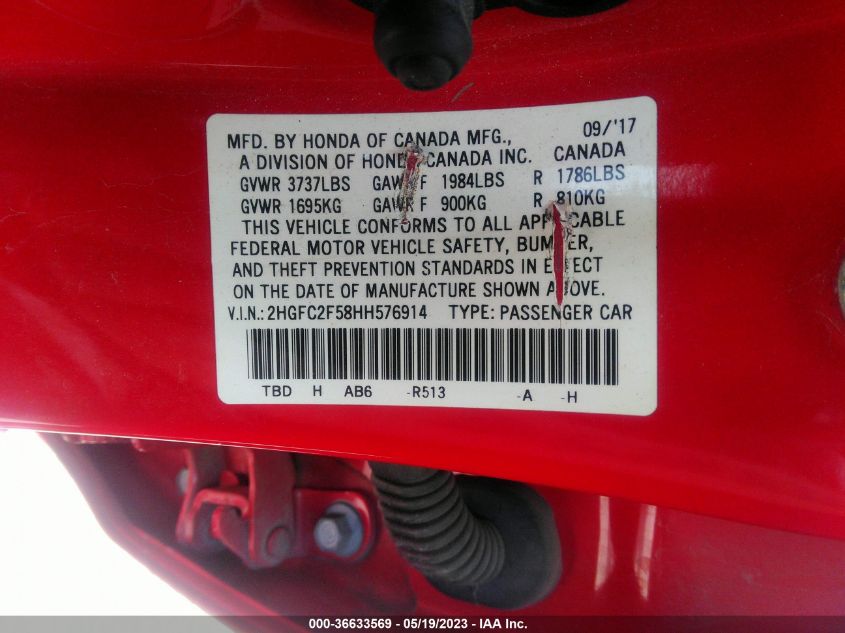 MFD. BY HONDA OF CANADA MFG., 09/'17
A DIVISION OF HONDA CANADA INC. CANADA
GVWR 3737LBS GAWR F 1984LBS R 1786LBS
GVWR 1695KG GAWR F 900KG R 810KG
THIS VEHICLE CONFORMS TO ALL APPLICABLE
FEDERAL MOTOR VEHICLE SAFETY, BUMPER,
AND THEFT PREVENTION STANDARDS IN EFFECT
ON THE DATE OF MANUFACTURE SHOWN ABOVE.
V.I.N.: 2HGFC2F58HH576914 TYPE: PASSENGER CAR
TBD H AB6 -R513 -A -H
000-36633569 - 05/19/2023 - IAA Inc.